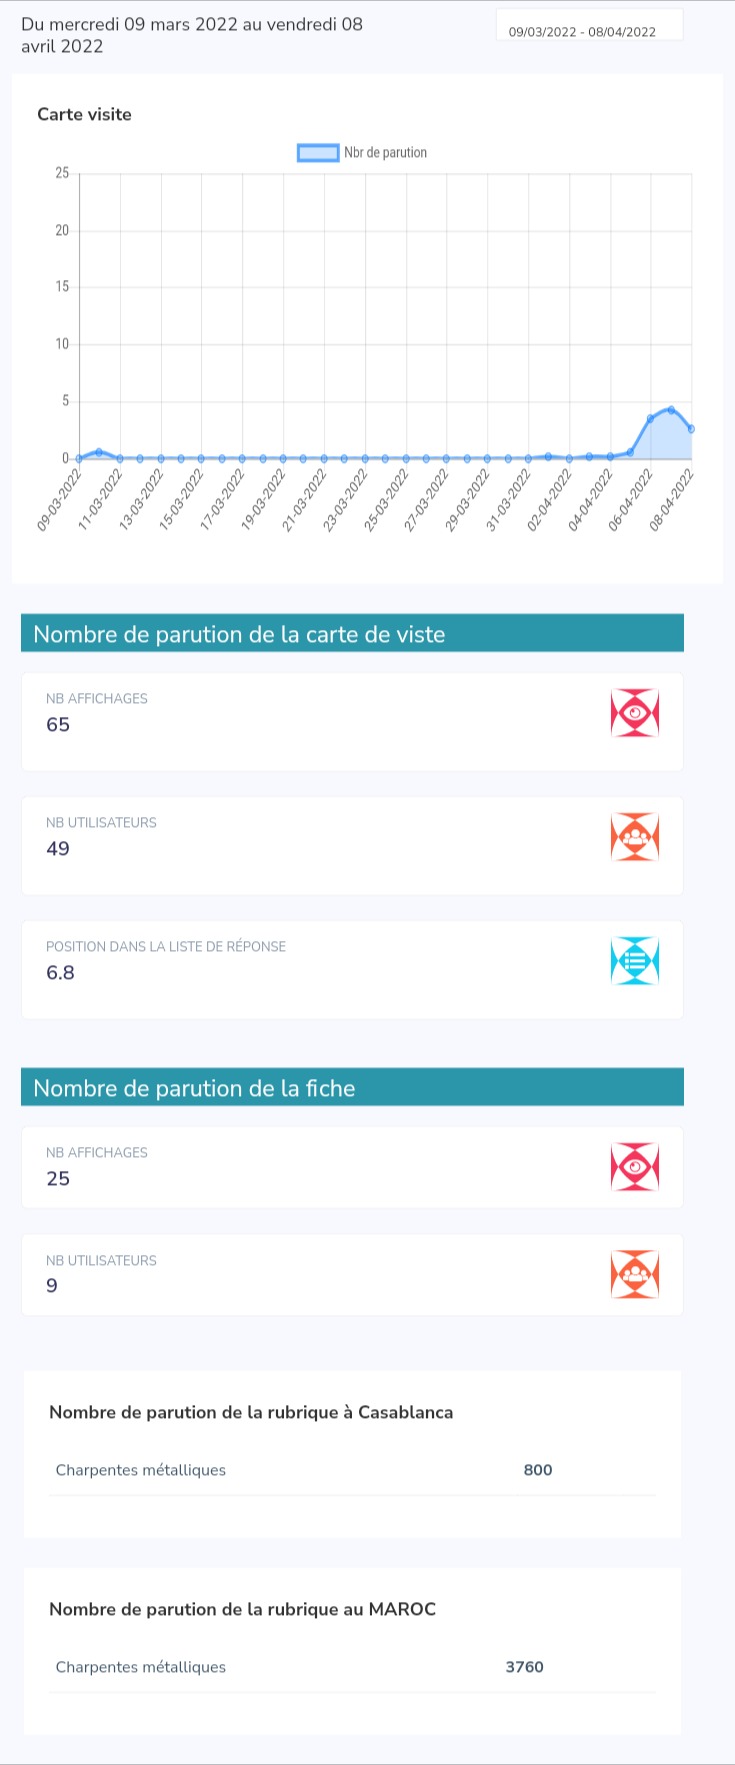 Du mercredi 09 mars 2022 au vendredi 08
avril 2022
09/03/2022 - 08/04/2022
Carte visite
Nbr de parution
25
20
15
10
5
0
09-03-2022
11-03-2022
13-03-2022
15-03-2022
17-03-2022
19-03-2022
21-03-2022
23-03-2022
25-03-2022
27-03-2022
29-03-2022
31-03-2022
02-04-2022
04-04-2022
06-04-2022
08-04-2022
Nombre de parution de la carte de viste
NB AFFICHAGES
65
NB UTILISATEURS
49
POSITION DANS LA LISTE DE RÉPONSE
6.8
Nombre de parution de la fiche
NB AFFICHAGES
25
NB UTILISATEURS
9
Nombre de parution de la rubrique à Casablanca
Charpentes métalliques 800
Nombre de parution de la rubrique au MAROC
Charpentes métalliques 3760